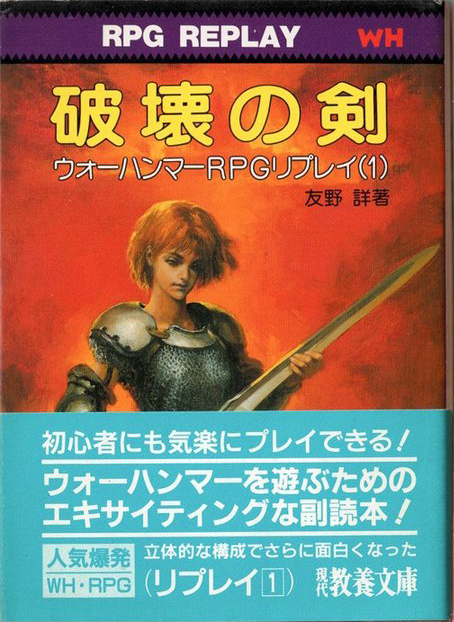 RPG REPLAY WH
破壊の剣
ウォーハンマーRPGリプレイ(1)
友野 詳著
初心者にも気楽にプレイできる!
ウォーハンマーを遊ぶための
エキサイティングな副読本!
人気爆発
WH・RPG
立体的な構成でさらに面白くなった
(リプレイ1)
現代教養文庫